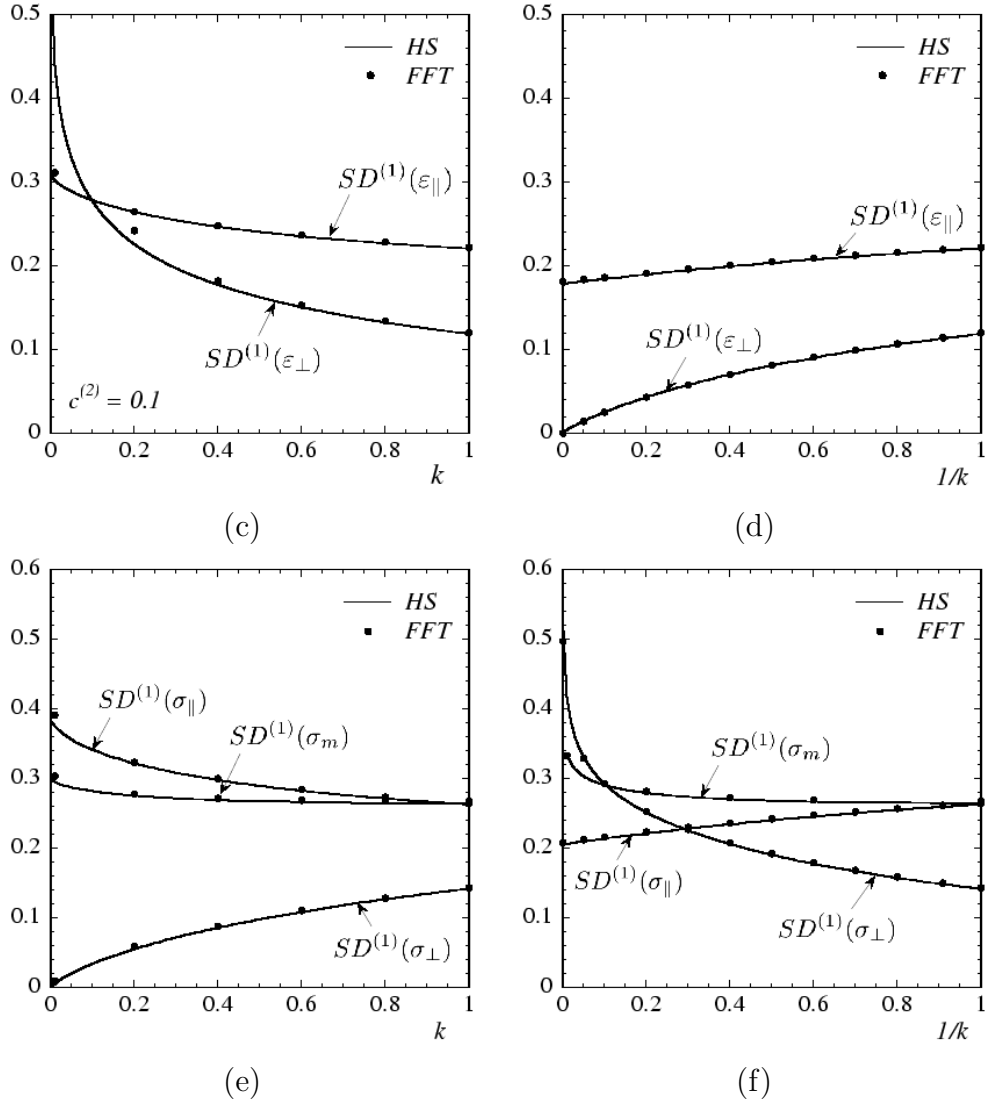 0.5
0.4
0.3
0.2
0.1
0
HS
FFT
SD^{(1)}(ε_∥)
SD^{(1)}(ε_⊥)
c^{(2)} = 0.1
0 0.2 0.4 0.6 0.8 1
k
(c)
0.5
0.4
0.3
0.2
0.1
0
HS
FFT
SD^{(1)}(ε_∥)
SD^{(1)}(ε_⊥)
0 0.2 0.4 0.6 0.8 1
1/k
(d)
0.6
0.5
0.4
0.3
0.2
0.1
0
HS
FFT
SD^{(1)}(σ_∥)
SD^{(1)}(σ_m)
SD^{(1)}(σ_⊥)
0 0.2 0.4 0.6 0.8 1
k
(e)
0.6
0.5
0.4
0.3
0.2
0.1
0
HS
FFT
SD^{(1)}(σ_m)
SD^{(1)}(σ_∥)
SD^{(1)}(σ_⊥)
0 0.2 0.4 0.6 0.8 1
1/k
(f)